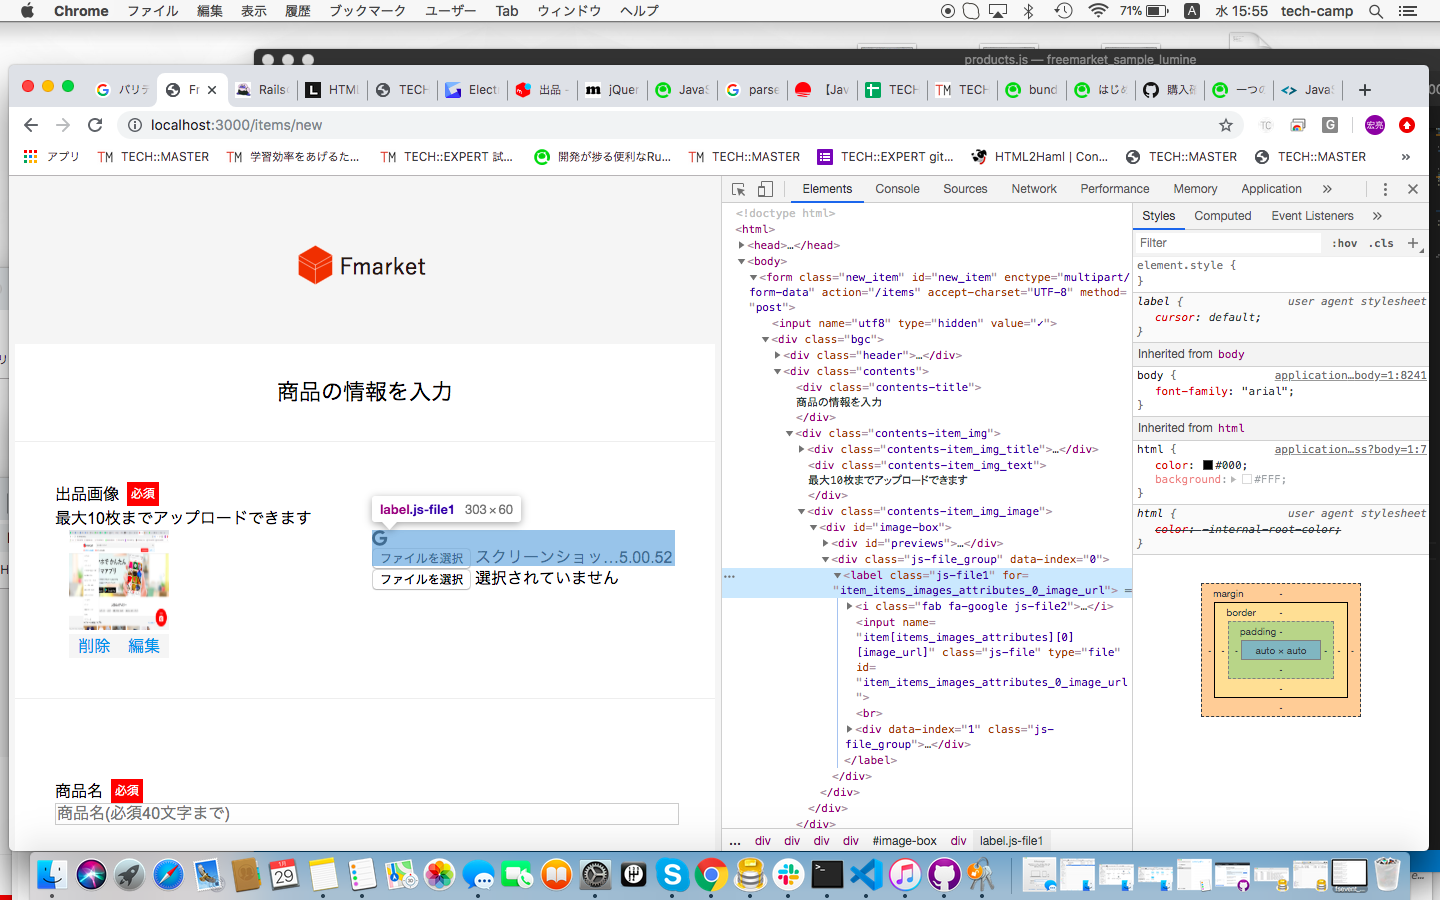 Chrome ファイル 編集 表示 履歴 ブックマーク ユーザー Tab ウィンドウ ヘルプ 71% A 水 15:55 tech-camp
products.js — freemarket_sample_lumine
バリデ Fr Railsc HTML TECH Elect 出品 - jQuer JavaS parse 【Jav TECH TECH bund はじめ 購入確 一つの JavaS
localhost:3000/items/new
アプリ TECH::MASTER 学習効率をあげるた... TECH::EXPERT 試... 開発が捗る便利なRu... TECH::MASTER TECH::EXPERT git... HTML2Haml | Con... TECH::MASTER TECH::MASTER
Fmarket
商品の情報を入力
出品画像 必須
最大10枚までアップロードできます
削除 編集
label.js-file1 303 × 60
ファイルを選択 スクリーンショッ...5.00.52
ファイルを選択 選択されていません
商品名 必須
商品名(必須40文字まで)
Elements Console Sources Network Performance Memory Application
<!doctype html>
<html>
<head>…</head>
<body>
<form class="new_item" id="new_item" enctype="multipart/
form-data" action="/items" accept-charset="UTF-8" method=
"post">
<input name="utf8" type="hidden" value="✓">
<div class="bgc">
<div class="header">…</div>
<div class="contents">
<div class="contents-title">
商品の情報を入力
</div>
<div class="contents-item_img">
<div class="contents-item_img_title">…</div>
<div class="contents-item_img_text">
最大10枚までアップロードできます
</div>
<div class="contents-item_img_image">
<div id="image-box">
<div id="previews">…</div>
<div class="js-file_group" data-index="0">
<label class="js-file1" for=
"item_items_images_attributes_0_image_url"> =
<i class="fab fa-google js-file2">…</i>
<input name=
"item[items_images_attributes][0]
[image_url]" class="js-file" type="file"
id=
"item_items_images_attributes_0_image_url
">
<br>
<div data-index="1" class="js-
file_group">…</div>
</label>
</div>
</div>
</div>
</div>
... div div div div #image-box div label.js-file1
Styles Computed Event Listeners
Filter :hov .cls
element.style {
}
label { user agent stylesheet
cursor: default;
}
Inherited from body
body { application…body=1:8241
font-family: "arial";
}
Inherited from html
html { application…ss?body=1:7
color: #000;
background: #FFF;
}
html { user agent stylesheet
color: -internal-root-color;
}
margin -
border -
padding -
- - - auto × auto - - -
-
-
-
29